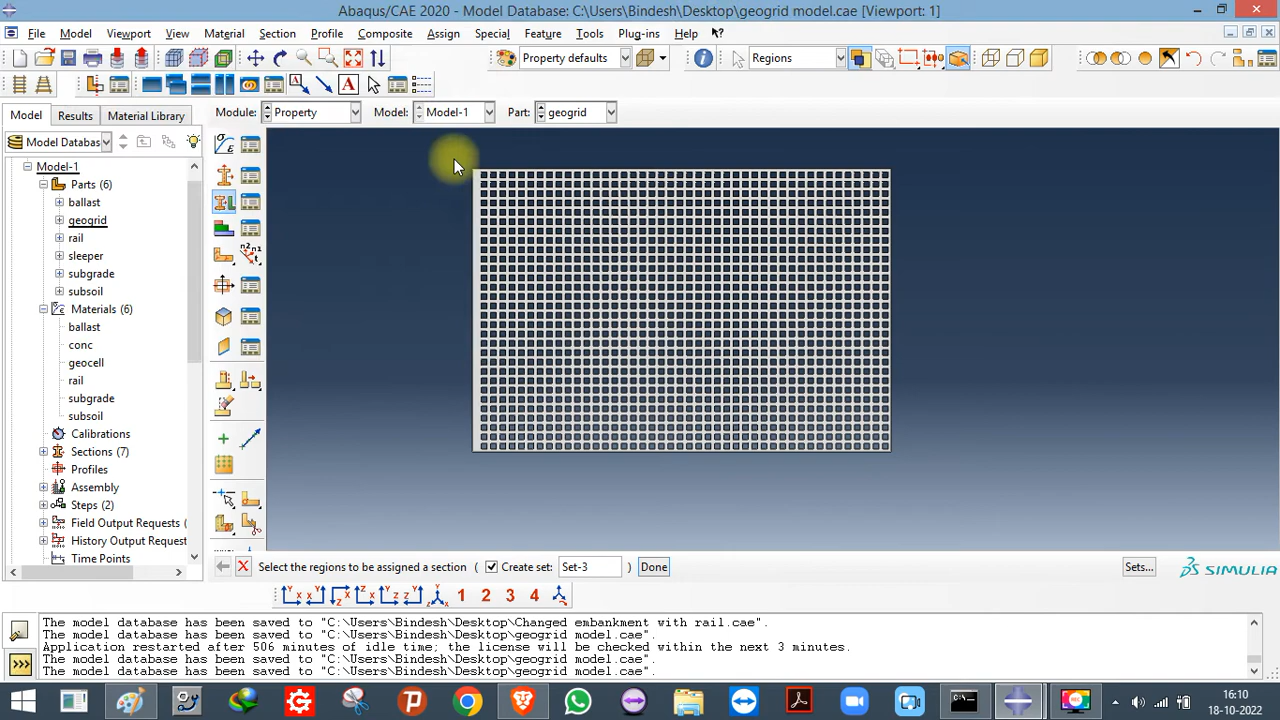 Abaqus/CAE 2020 - Model Database: C:\Users\Bindesh\Desktop\geogrid model.cae [Viewport: 1]
File Model Viewport View Material Section Profile Composite Assign Special Feature Tools Plug-ins Help
Property defaults Regions
Model Results Material Library Module: Property Model: Model-1 Part: geogrid
Model Databas
Model-1
Parts (6)
ballast
geogrid
rail
sleeper
subgrade
subsoil
Materials (6)
ballast
conc
geocell
rail
subgrade
subsoil
Calibrations
Sections (7)
Profiles
Assembly
Steps (2)
Field Output Requests (
History Output Request
Time Points
Select the regions to be assigned a section ( Create set: Set-3 ) Done Sets... SIMULIA
1 2 3 4
The model database has been saved to "C:\Users\Bindesh\Desktop\Changed embankment with rail.cae".
The model database has been saved to "C:\Users\Bindesh\Desktop\geogrid model.cae".
Application restarted after 506 minutes of idle time; the license will be checked within the next 3 minutes.
The model database has been saved to "C:\Users\Bindesh\Desktop\geogrid model.cae".
The model database has been saved to "C:\Users\Bindesh\Desktop\geogrid model.cae".
16:10
18-10-2022